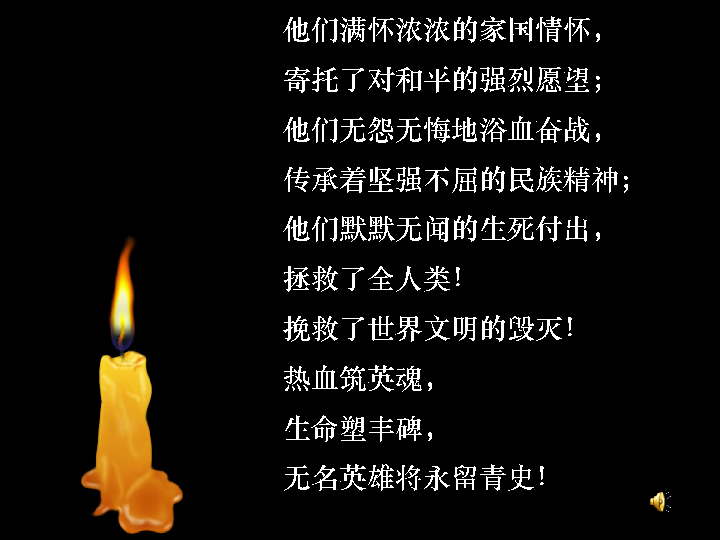 他们满怀浓浓的家国情怀，
寄托了对和平的强烈愿望；
他们无怨无悔地浴血奋战，
传承着坚强不屈的民族精神；
他们默默无闻的生死付出，
拯救了全人类！
挽救了世界文明的毁灭！
热血筑英魂，
生命塑丰碑，
无名英雄将永留青史！